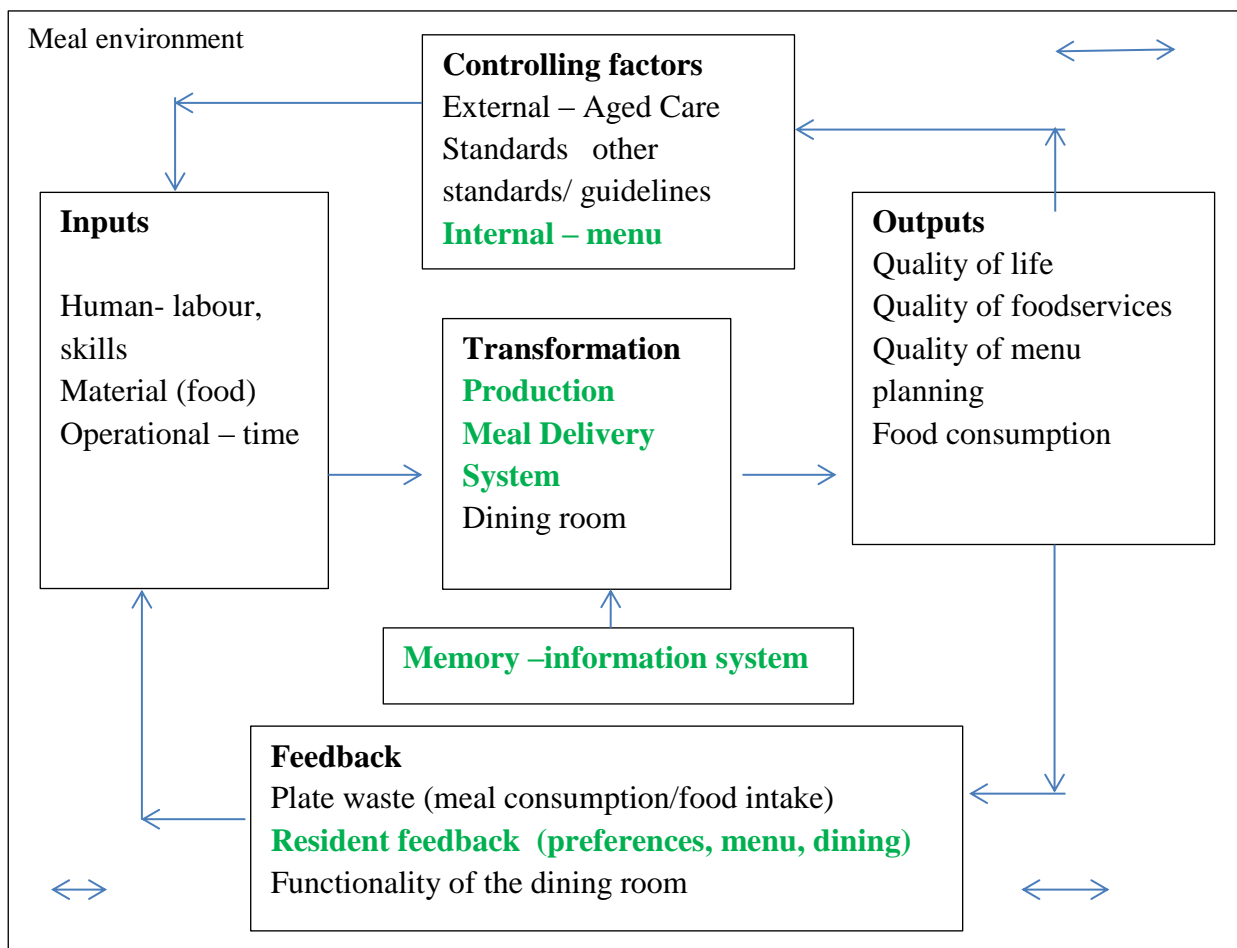 Meal environment
Controlling factors
External – Aged Care
Standards other
standards/ guidelines
Internal – menu
Inputs
Human- labour,
skills
Material (food)
Operational – time
Transformation
Production
Meal Delivery
System
Dining room
Outputs
Quality of life
Quality of foodservices
Quality of menu
planning
Food consumption
Memory –information system
Feedback
Plate waste (meal consumption/food intake)
Resident feedback (preferences, menu, dining)
Functionality of the dining room